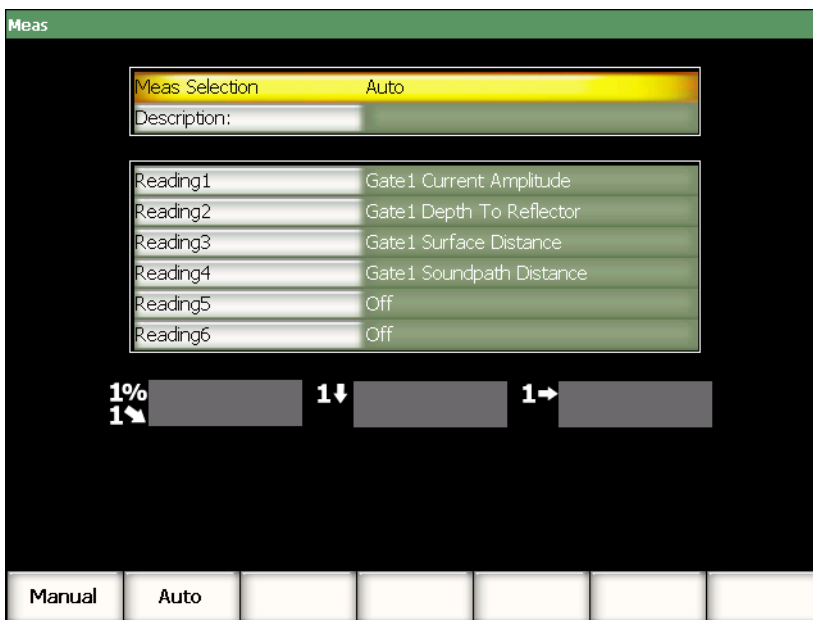 Meas
Meas Selection Auto
Description:
Reading1 Gate1 Current Amplitude
Reading2 Gate1 Depth To Reflector
Reading3 Gate1 Surface Distance
Reading4 Gate1 Soundpath Distance
Reading5 Off
Reading6 Off
1% 1⬇ 1➡
1⬊
Manual Auto